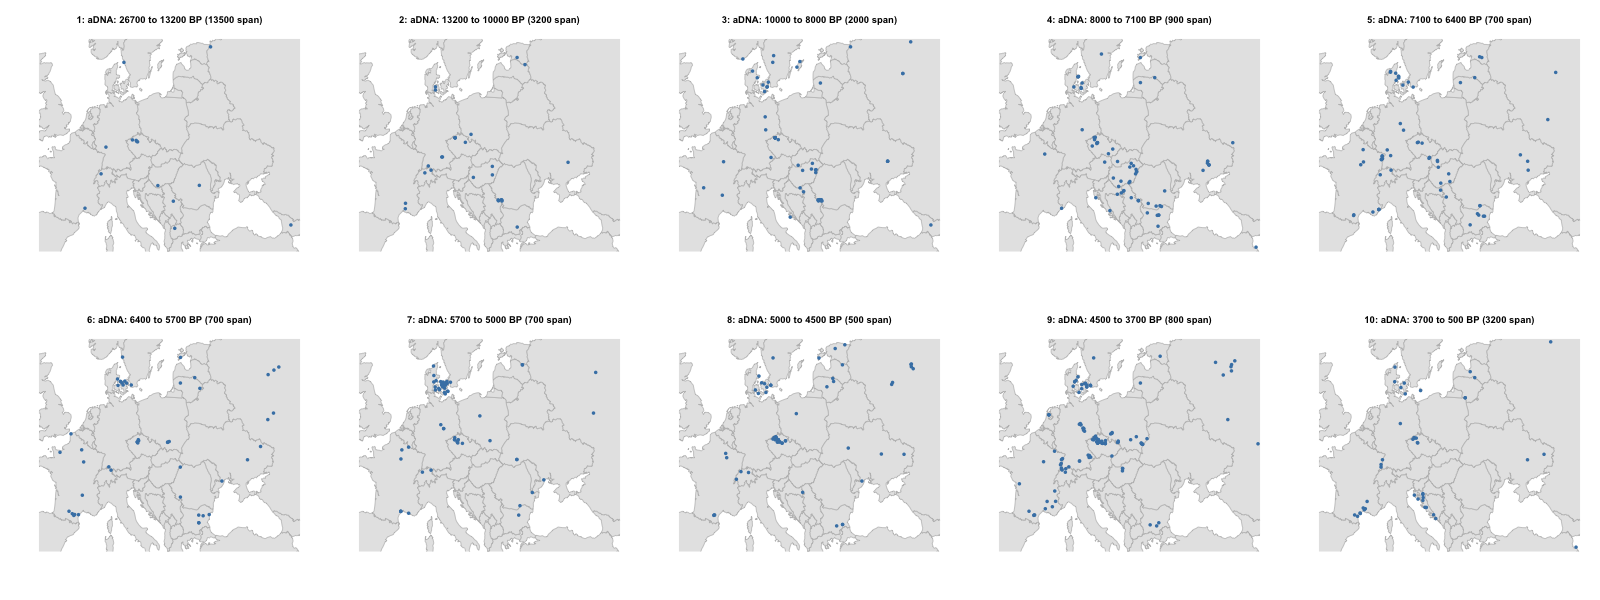 1: aDNA: 26700 to 13200 BP (13500 span)
2: aDNA: 13200 to 10000 BP (3200 span)
3: aDNA: 10000 to 8000 BP (2000 span)
4: aDNA: 8000 to 7100 BP (900 span)
5: aDNA: 7100 to 6400 BP (700 span)
6: aDNA: 6400 to 5700 BP (700 span)
7: aDNA: 5700 to 5000 BP (700 span)
8: aDNA: 5000 to 4500 BP (500 span)
9: aDNA: 4500 to 3700 BP (800 span)
10: aDNA: 3700 to 500 BP (3200 span)